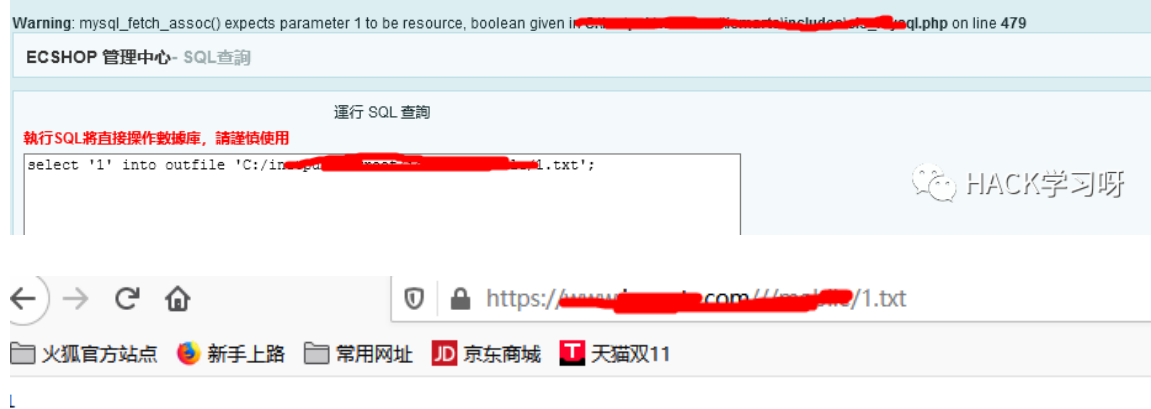 Warning: mysql_fetch_assoc() expects parameter 1 to be resource, boolean given in on line 479
ECSHOP 管理中心- SQL查詢
運行 SQL 查詢
執行SQL將直接操作數據庫，請謹慎使用
select '1' into outfile 'C:/in /1.txt';
HACK学习呀
https:// .com/// /1.txt
火狐官方站点 新手上路 常用网址 JD 京东商城 T 天猫双11
1